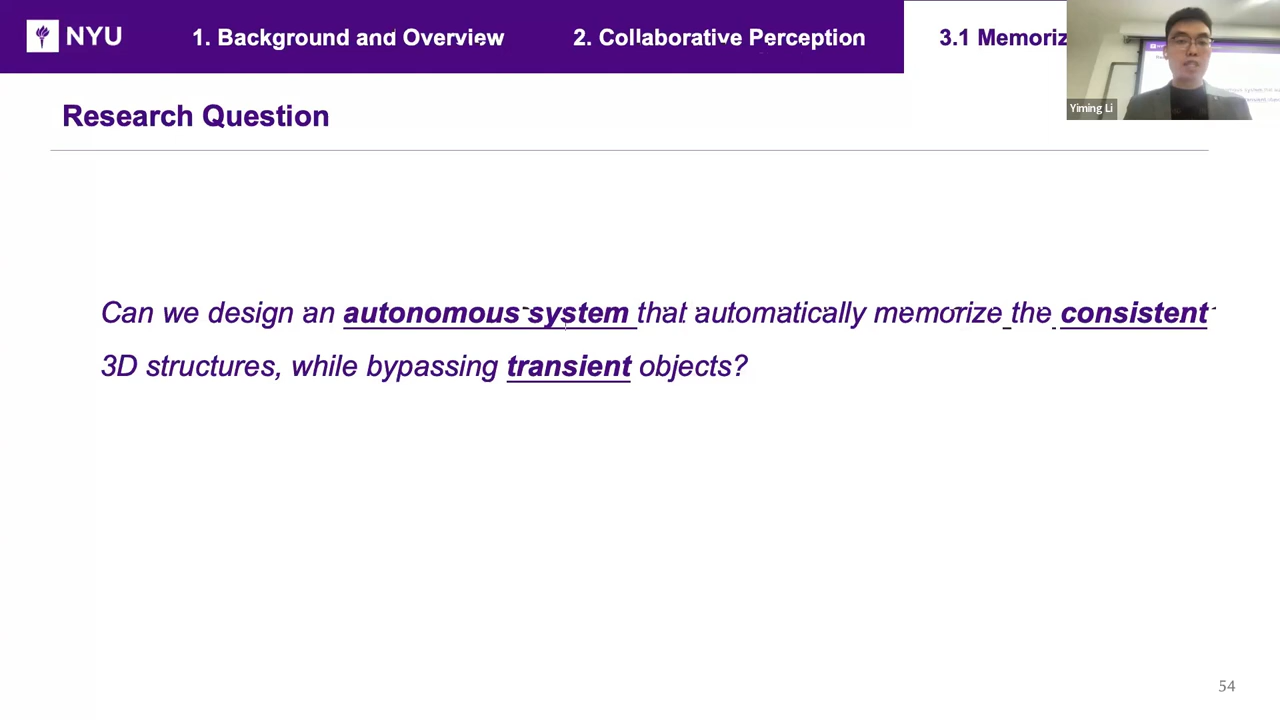 NYU
1. Background and Overview
2. Collaborative Perception
3.1 Memoriz
Yiming Li
Research Question
Can we design an autonomous system that automatically memorize the consistent
3D structures, while bypassing transient objects?
54